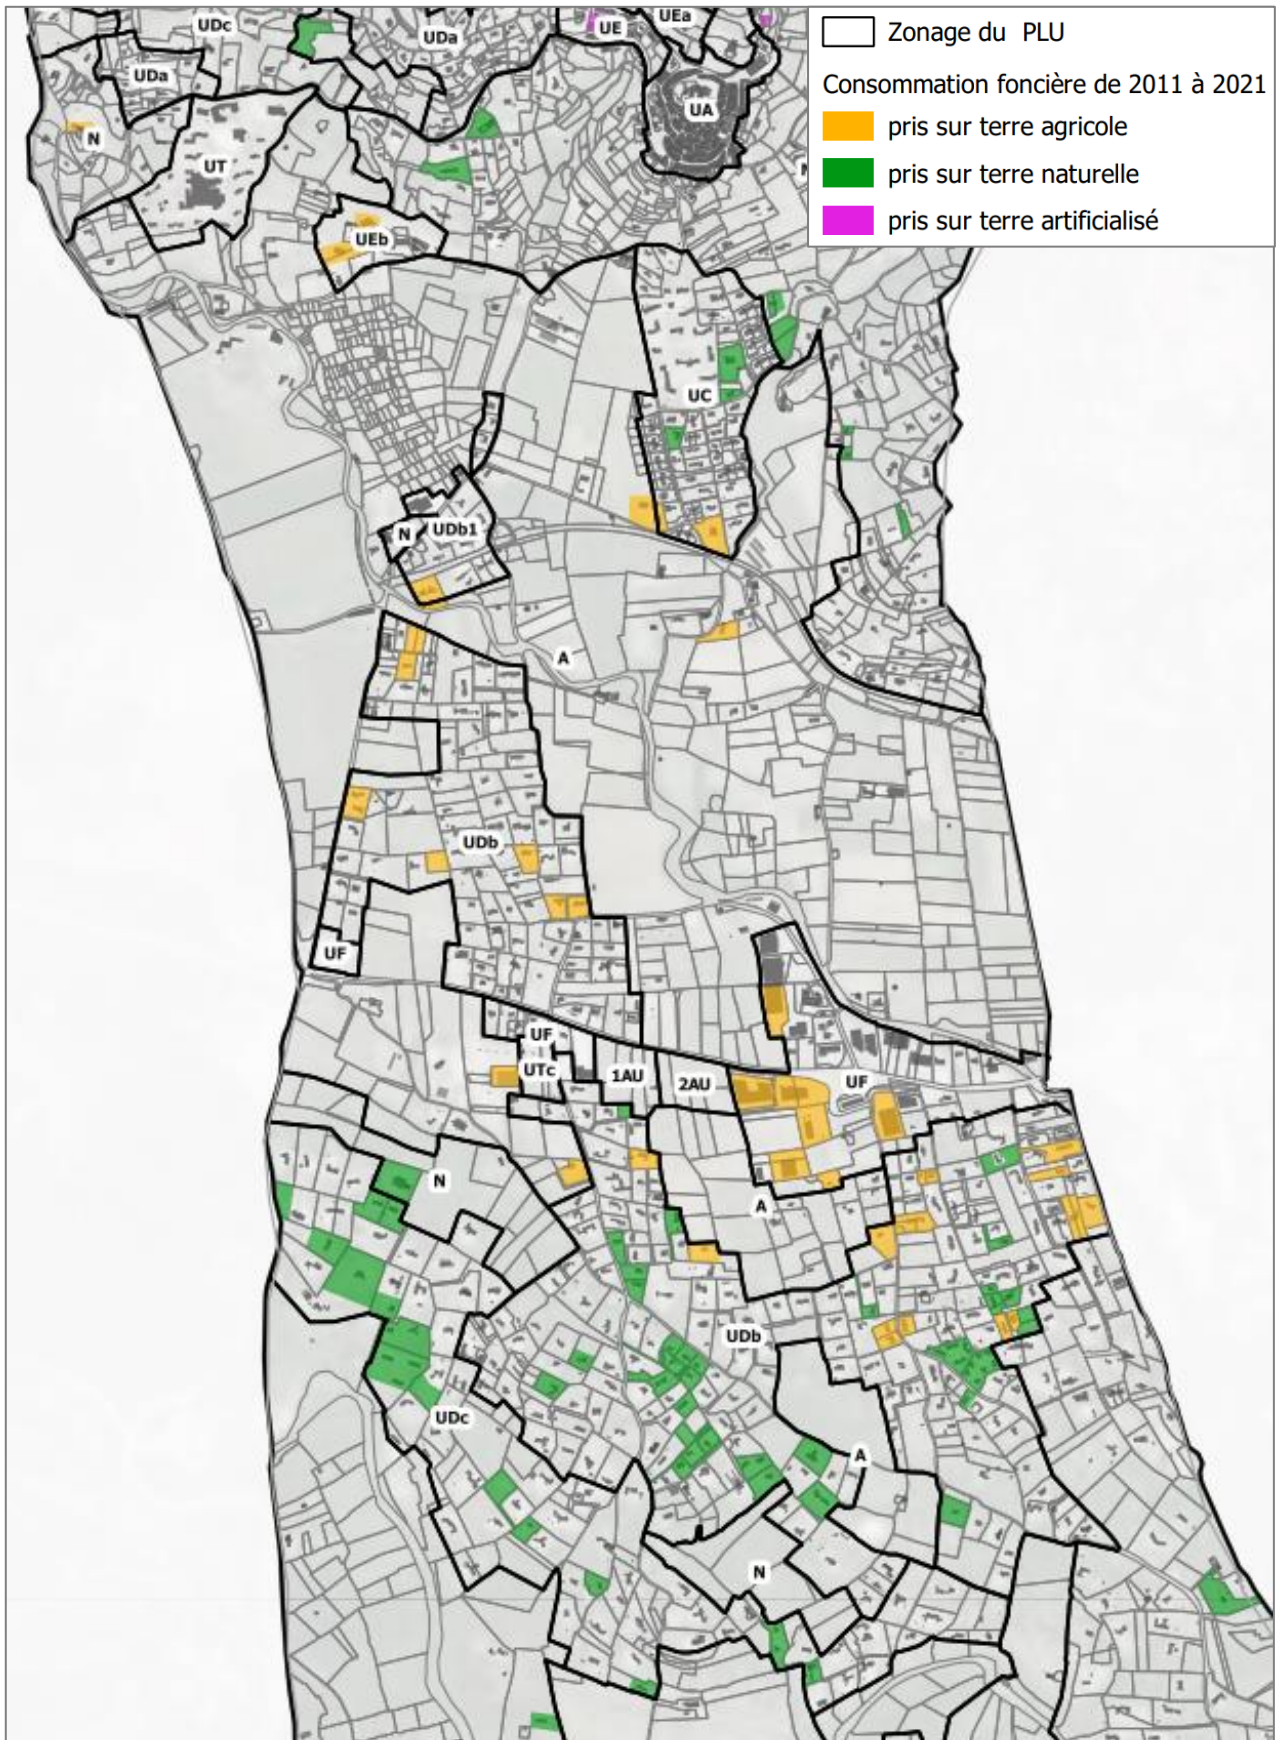 Zonage du PLU
Consommation foncière de 2011 à 2021
pris sur terre agricole
pris sur terre naturelle
pris sur terre artificialisé
UDc
UDa
UE
UEa
UDa
UA
N
UT
UEb
UC
N
UDb1
A
UDb
UF
UF
UTc
1AU
2AU
UF
N
A
UDb
UDc
A
N